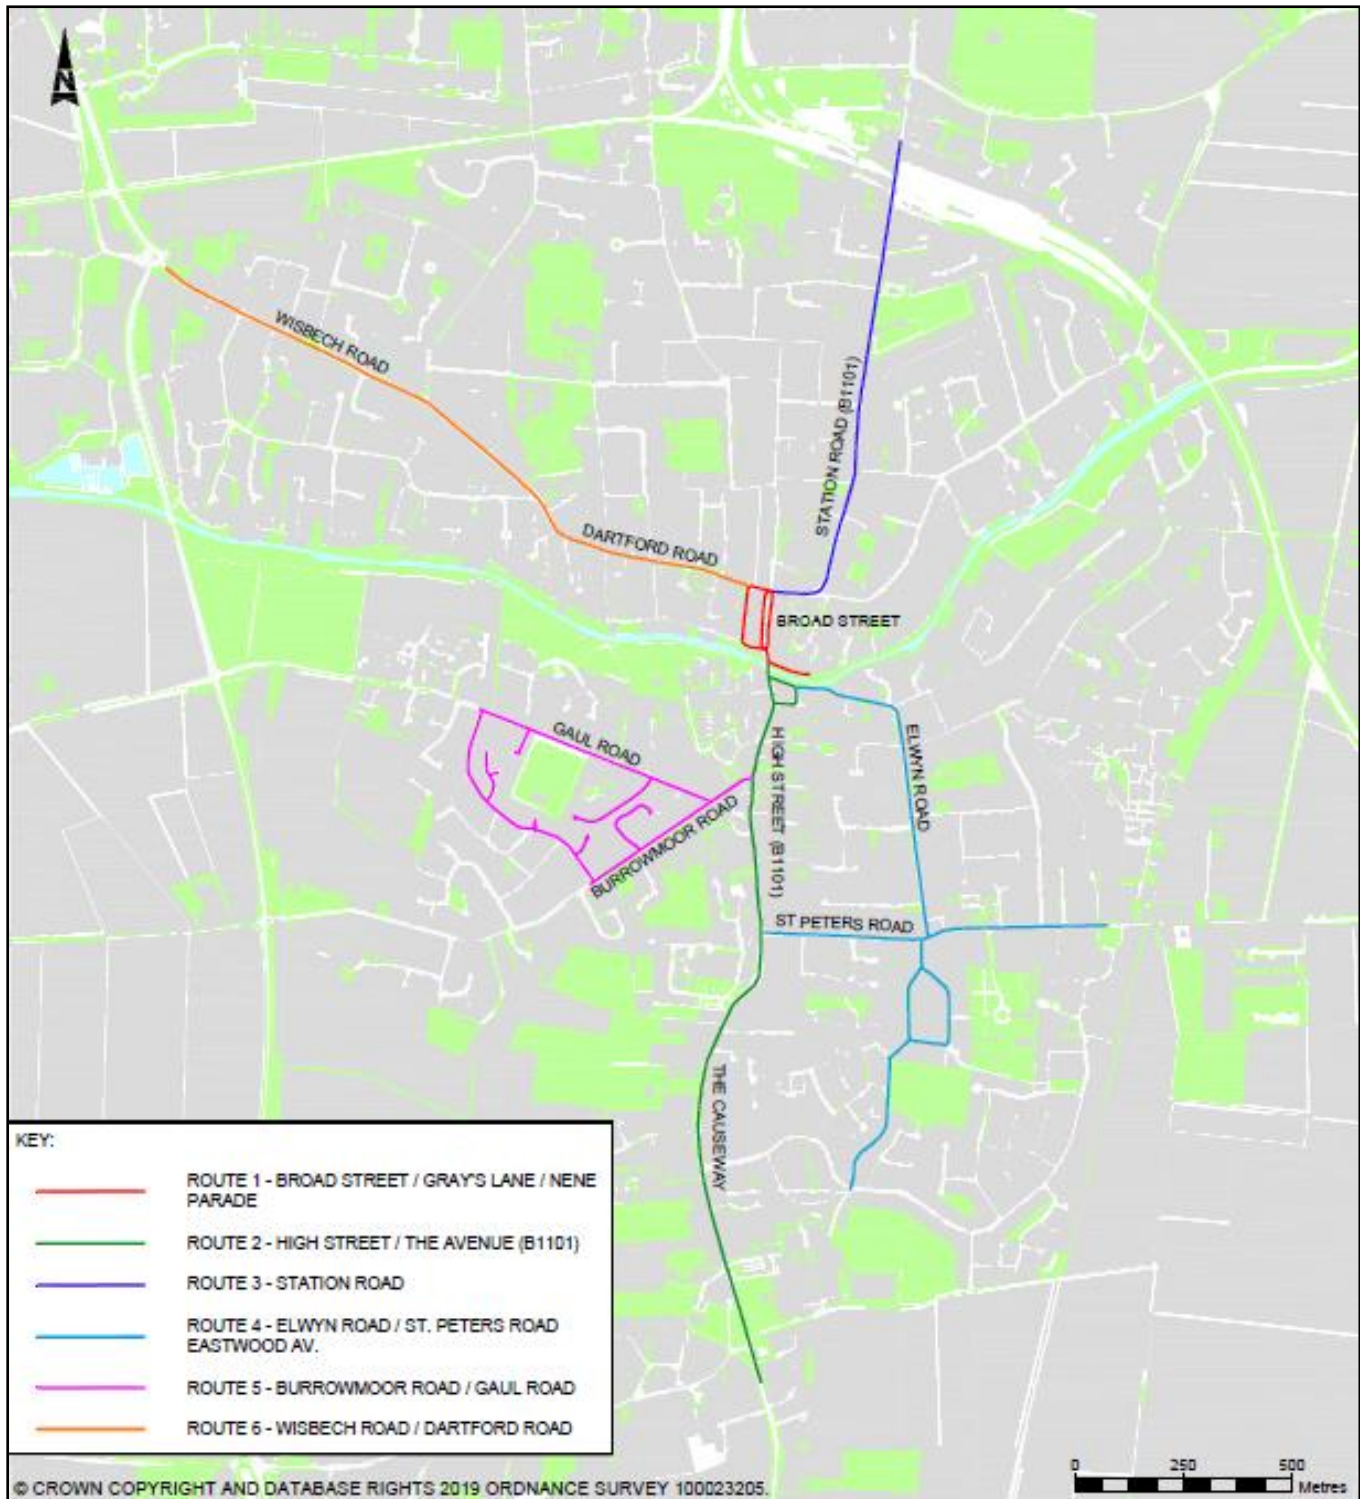 N
WISBECH ROAD
STATION ROAD (B1101)
DARTFORD ROAD
BROAD STREET
GAUL ROAD
HIGH STREET (B1101)
ELWYN ROAD
BURROWMOOR ROAD
ST PETERS ROAD
THE CAUSEWAY
KEY:
ROUTE 1 - BROAD STREET / GRAY'S LANE / NENE
PARADE
ROUTE 2 - HIGH STREET / THE AVENUE (B1101)
ROUTE 3 - STATION ROAD
ROUTE 4 - ELWYN ROAD / ST. PETERS ROAD
EASTWOOD AV.
ROUTE 5 - BURROWMOOR ROAD / GAUL ROAD
ROUTE 6 - WISBECH ROAD / DARTFORD ROAD
0 250 500
Metres
© CROWN COPYRIGHT AND DATABASE RIGHTS 2019 ORDNANCE SURVEY 100023205.